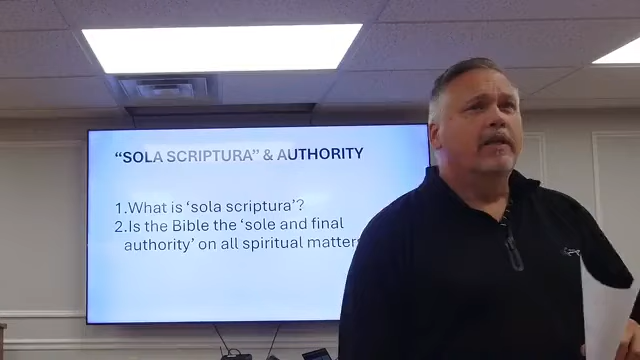 “SOLA SCRIPTURA” & AUTHORITY
1.What is ‘sola scriptura’?
2.Is the Bible the ‘sole and final
authority’ on all spiritual matters